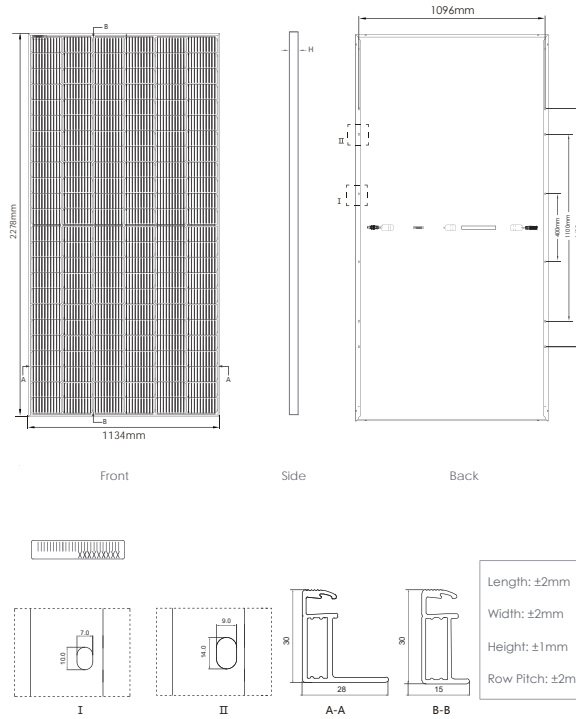 B
H
1096mm
II
I
2278mm
400mm
1100mm
A
A
B
1134mm
Front
Side
Back
7.0
10.0
I
9.0
14.0
II
30
28
A-A
30
15
B-B
Length: ±2mm
Width: ±2mm
Height: ±1mm
Row Pitch: ±2m